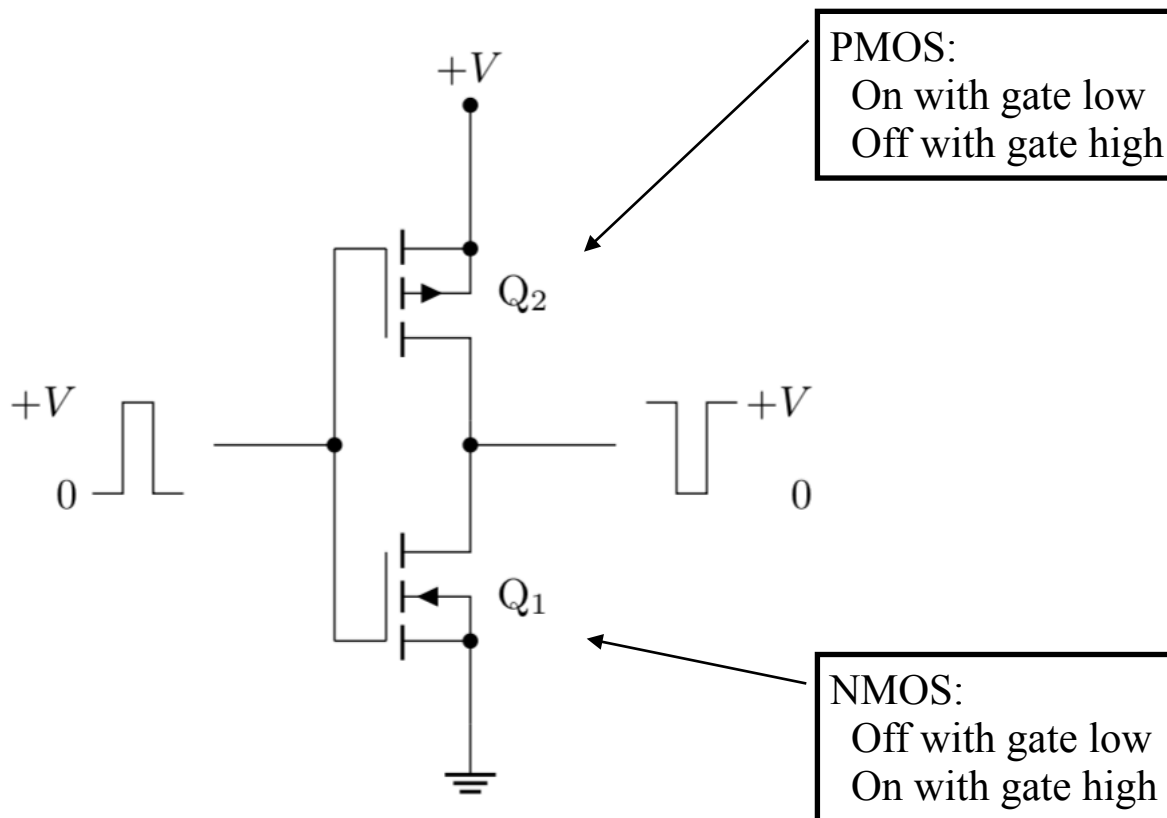 PMOS:
On with gate low
Off with gate high
+V
Q2
+V
0
+V
0
Q1
NMOS:
Off with gate low
On with gate high